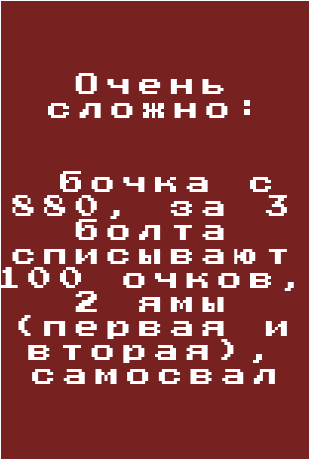 Очень
сложно:
бочка с
880, за 3
болта
списывают
100 очков,
2 ямы
(первая и
вторая),
самосвал